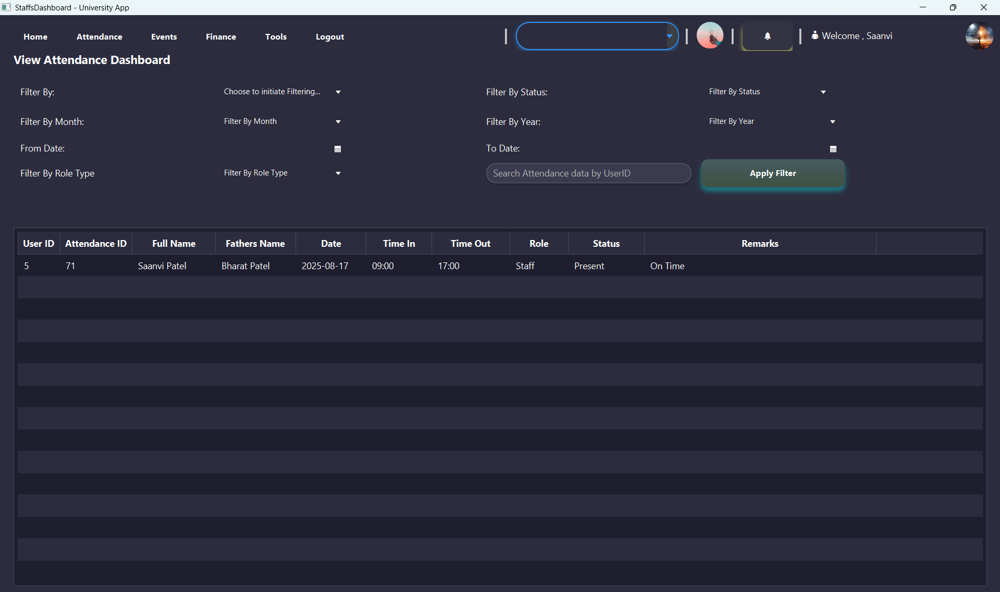 StaffsDashboard - University App
Home Attendance Events Finance Tools Logout
Welcome , Saanvi
View Attendance Dashboard
Filter By: Choose to initiate Filtering... Filter By Status: Filter By Status
Filter By Month: Filter By Month Filter By Year: Filter By Year
From Date: To Date:
Filter By Role Type Filter By Role Type Search Attendance data by UserID Apply Filter
User ID Attendance ID Full Name Fathers Name Date Time In Time Out Role Status Remarks
5 71 Saanvi Patel Bharat Patel 2025-08-17 09:00 17:00 Staff Present On Time